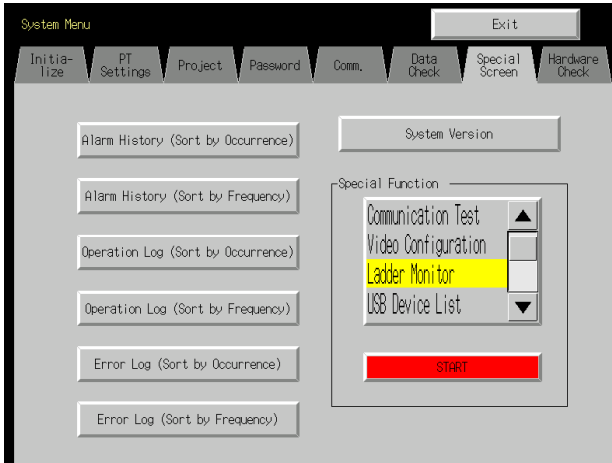 System Menu
Exit
Initia-
lize
PT
Settings
Project
Password
Comm.
Data
Check
Special
Screen
Hardware
Check
Alarm History (Sort by Occurrence)
Alarm History (Sort by Frequency)
Operation Log (Sort by Occurrence)
Operation Log (Sort by Frequency)
Error Log (Sort by Occurrence)
Error Log (Sort by Frequency)
System Version
Special Function
Communication Test
Video Configuration
Ladder Monitor
USB Device List
START